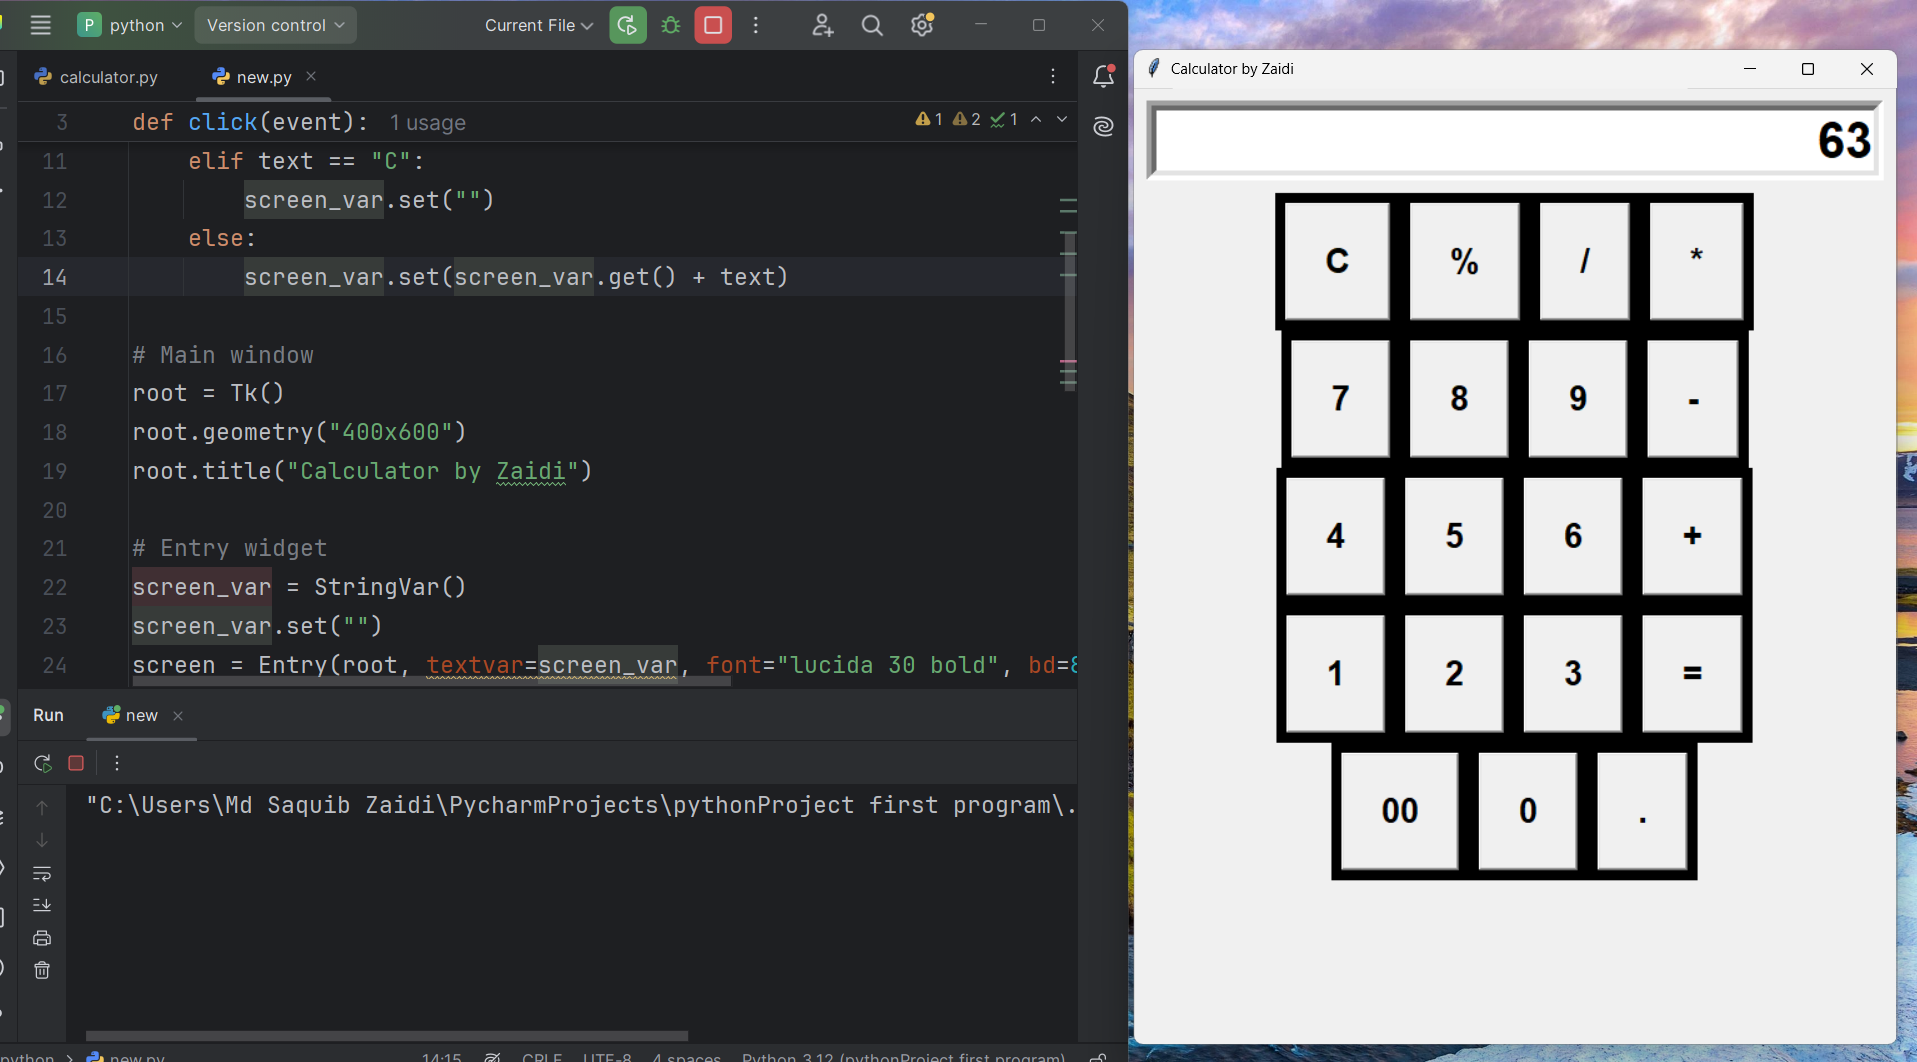 P python Version control Current File
calculator.py new.py
3 def click(event): 1 usage 1 2 1
11 elif text == "C":
12 screen_var.set("")
13 else:
14 screen_var.set(screen_var.get() + text)
15
16 # Main window
17 root = Tk()
18 root.geometry("400x600")
19 root.title("Calculator by Zaidi")
20
21 # Entry widget
22 screen_var = StringVar()
23 screen_var.set("")
24 screen = Entry(root, textvar=screen_var, font="lucida 30 bold", bd=8
Run new
"C:\Users\Md Saquib Zaidi\PycharmProjects\pythonProject first program\.
python > new.py 14:15 CRLF UTF-8 4 spaces Python 3.12 (pythonProject first program)
Calculator by Zaidi
63
C % / *
7 8 9 -
4 5 6 +
1 2 3 =
00 0 .